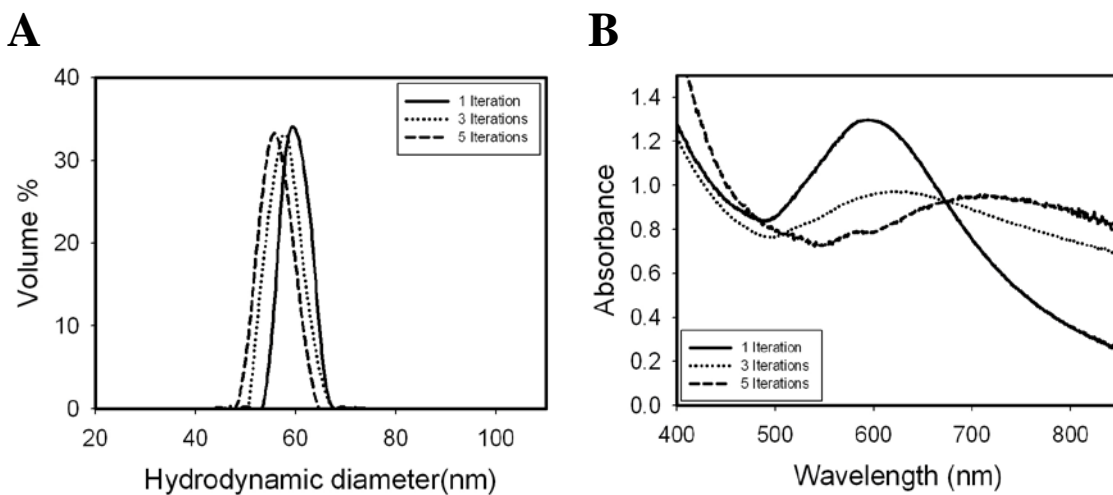 A
B
40
30
20
10
0
Volume %
1 Iteration
3 Iterations
5 Iterations
20
40
60
80
100
Hydrodynamic diameter(nm)
1.4
1.2
1.0
0.8
0.6
0.4
0.2
0.0
Absorbance
1 Iteration
3 Iterations
5 Iterations
400
500
600
700
800
Wavelength (nm)